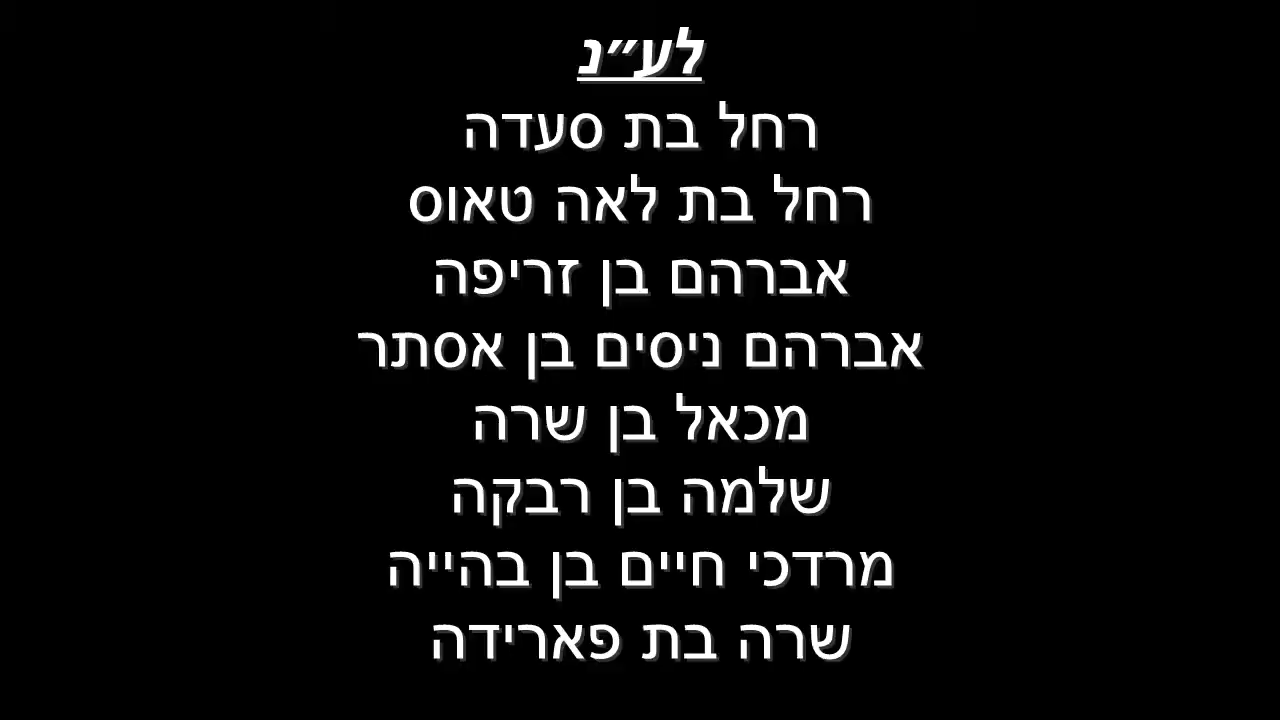 לע״נ
רחל בת סעדה
רחל בת לאה טאוס
אברהם בן זריפה
אברהם ניסים בן אסתר
מכאל בן שרה
שלמה בן רבקה
מרדכי חיים בן בהייה
שרה בת פארידה